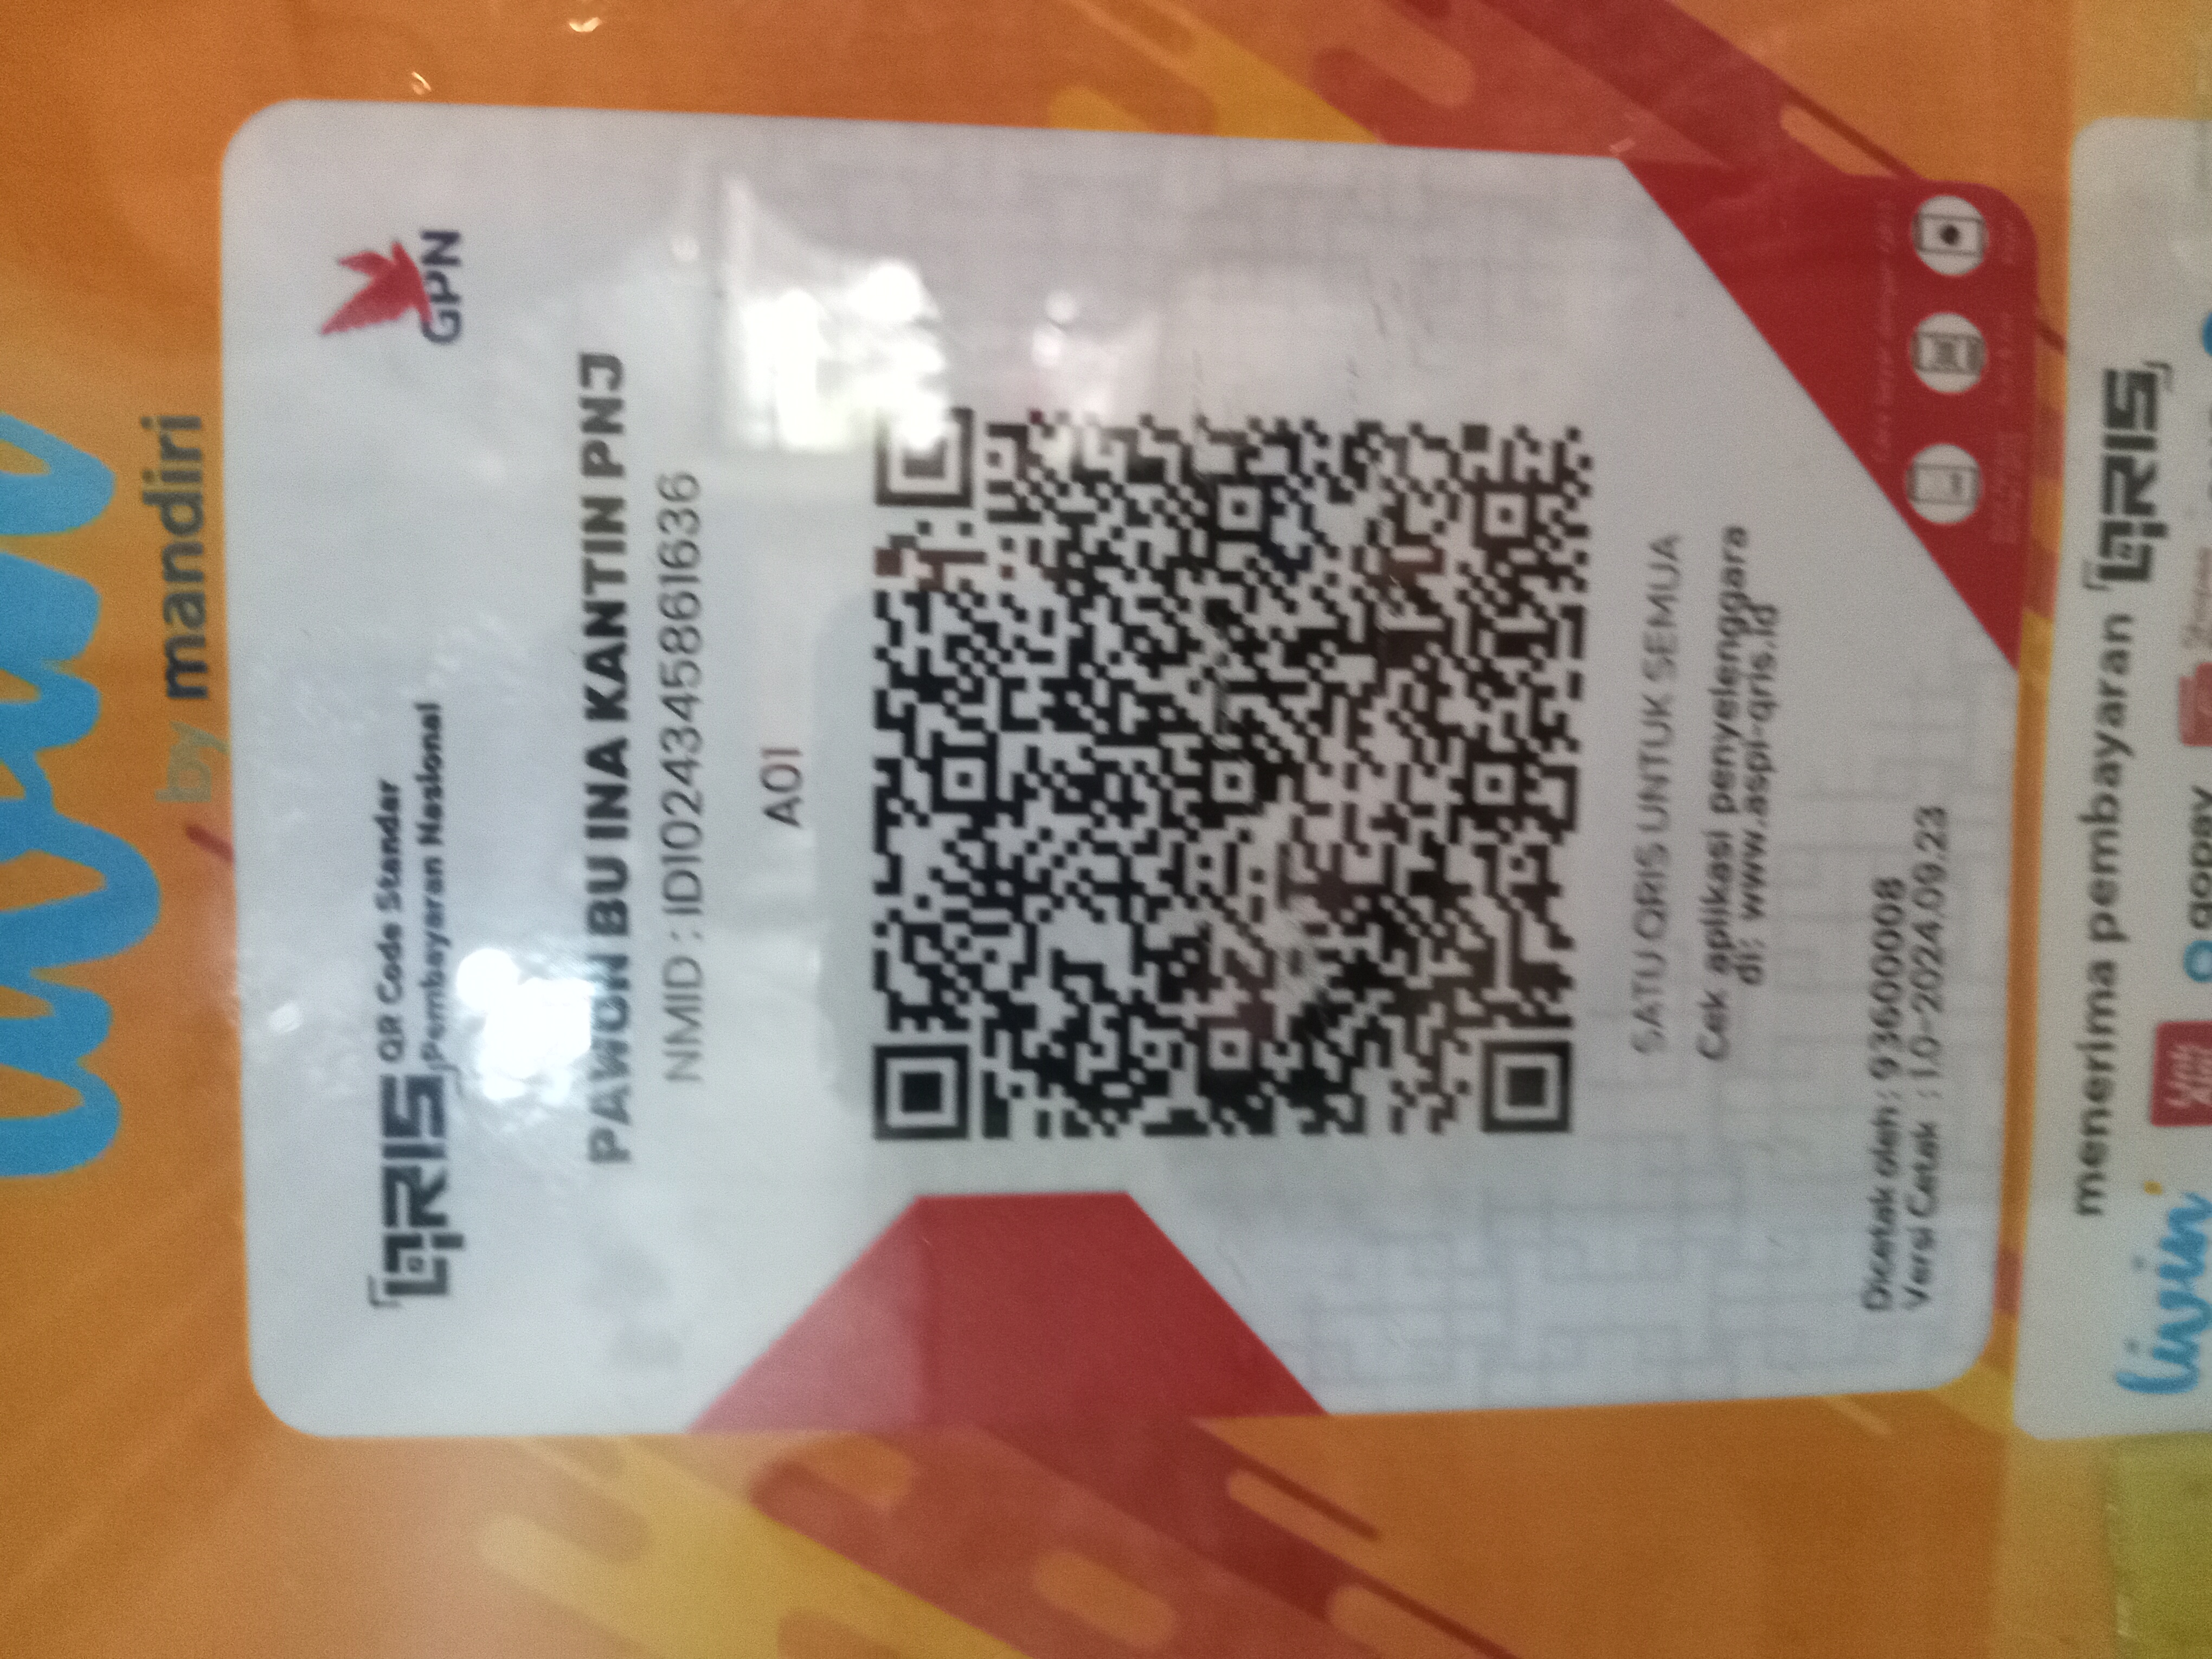 livin'
by mandiri
QRIS QR Code Standar
Pembayaran Nasional
GPN
PAWON BU INA KANTIN PNJ
NMID : ID1024345861636
A01
SATU QRIS UNTUK SEMUA
Cek aplikasi penyelenggara
di: www.aspi-qris.id
Dicetak oleh : 93600008
Versi Cetak : 1.0-2024.09.23
menerima pembayaran QRIS
livin'
gopay